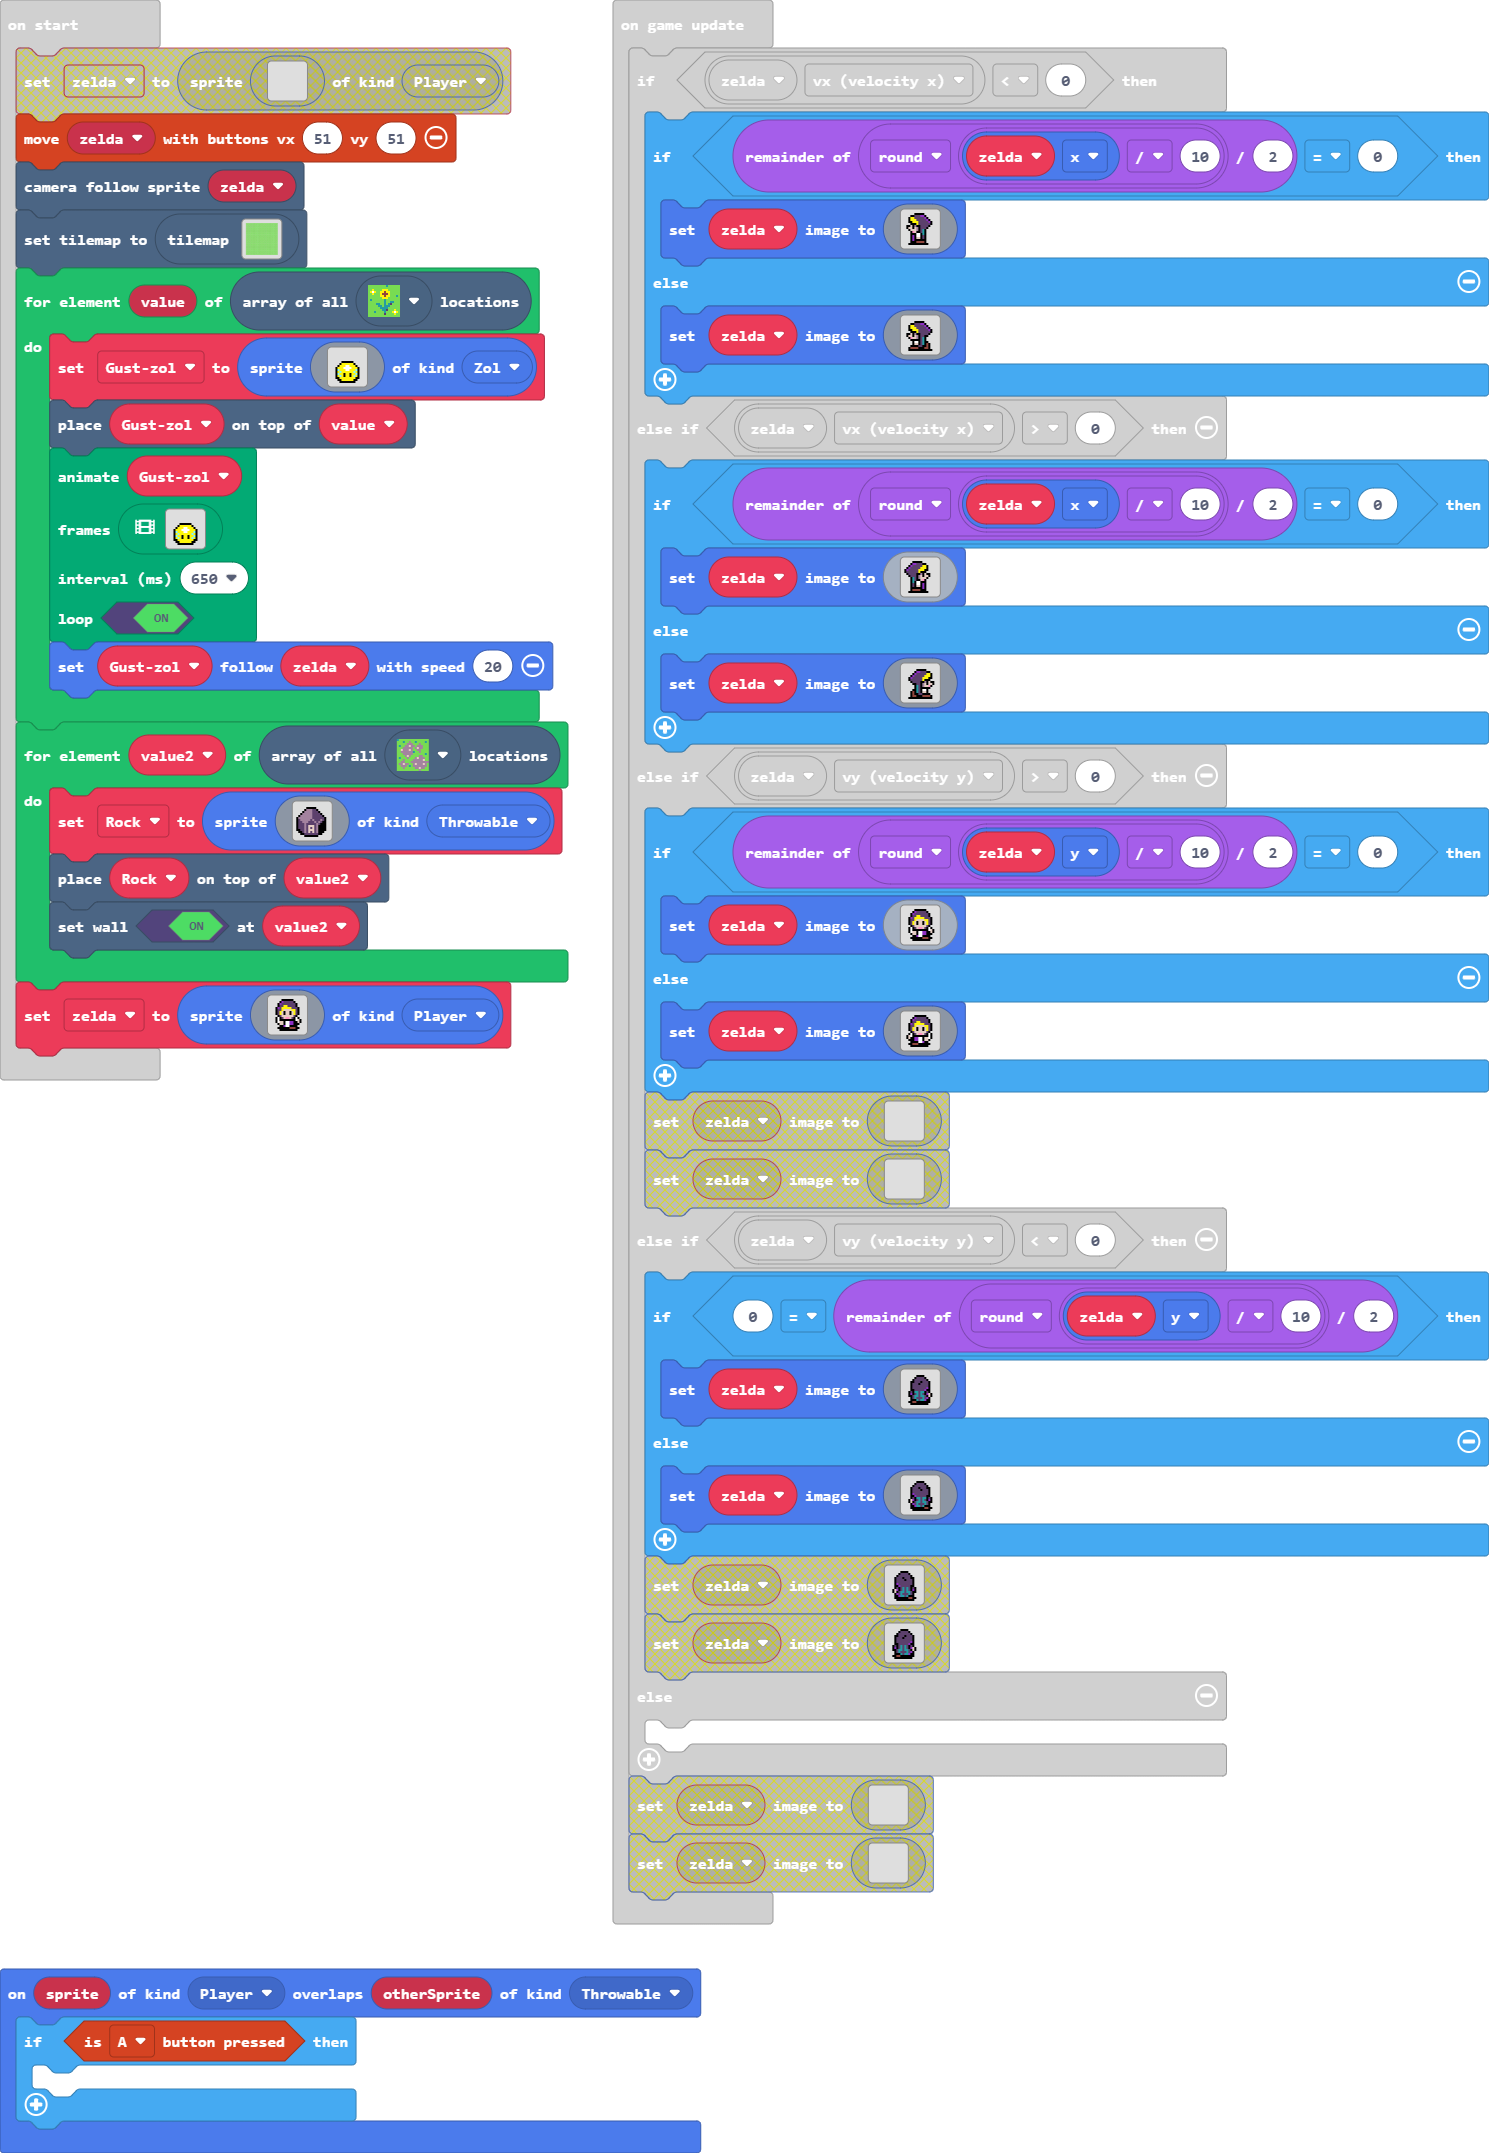 on start
set zelda to sprite of kind Player
move zelda with buttons vx 51 vy 51
camera follow sprite zelda
set tilemap to tilemap
for element value of array of all locations
do
set Gust-zol to sprite of kind Zol
place Gust-zol on top of value
animate Gust-zol
frames
interval (ms) 650
loop ON
set Gust-zol follow zelda with speed 20
for element value2 of array of all locations
do
set Rock to sprite of kind Throwable
place Rock on top of value2
set wall ON at value2
set zelda to sprite of kind Player
on game update
if zelda vx (velocity x) < 0 then
if remainder of round zelda x / 10 / 2 = 0 then
set zelda image to
else
set zelda image to
else if zelda vx (velocity x) > 0 then
if remainder of round zelda x / 10 / 2 = 0 then
set zelda image to
else
set zelda image to
else if zelda vy (velocity y) > 0 then
if remainder of round zelda y / 10 / 2 = 0 then
set zelda image to
else
set zelda image to
set zelda image to
set zelda image to
else if zelda vy (velocity y) < 0 then
if 0 = remainder of round zelda y / 10 / 2 then
set zelda image to
else
set zelda image to
set zelda image to
set zelda image to
else
set zelda image to
set zelda image to
on sprite of kind Player overlaps otherSprite of kind Throwable
if is A button pressed then